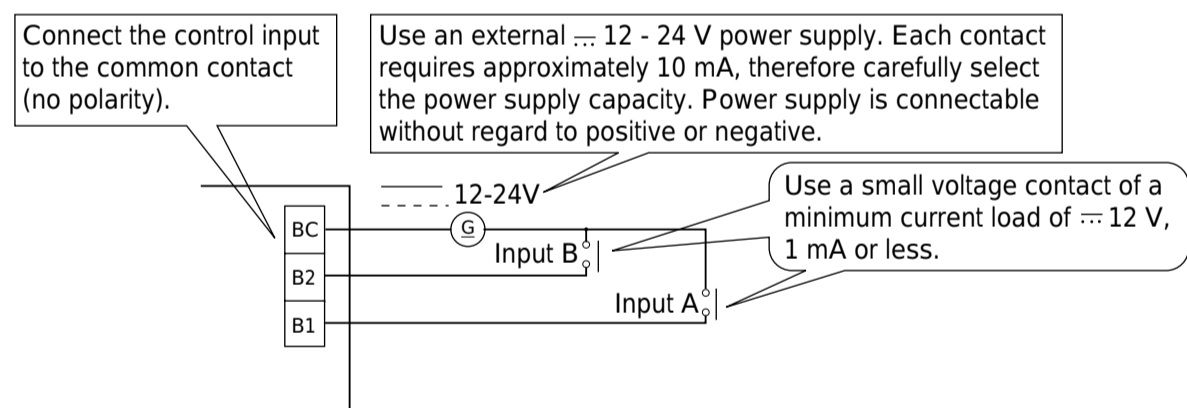 Connect the control input
to the common contact
(no polarity).
Use an external ⎓ 12 - 24 V power supply. Each contact
requires approximately 10 mA, therefore carefully select
the power supply capacity. Power supply is connectable
without regard to positive or negative.
12-24V
Use a small voltage contact of a
minimum current load of ⎓ 12 V,
1 mA or less.
BC
G
Input B
B2
Input A
B1